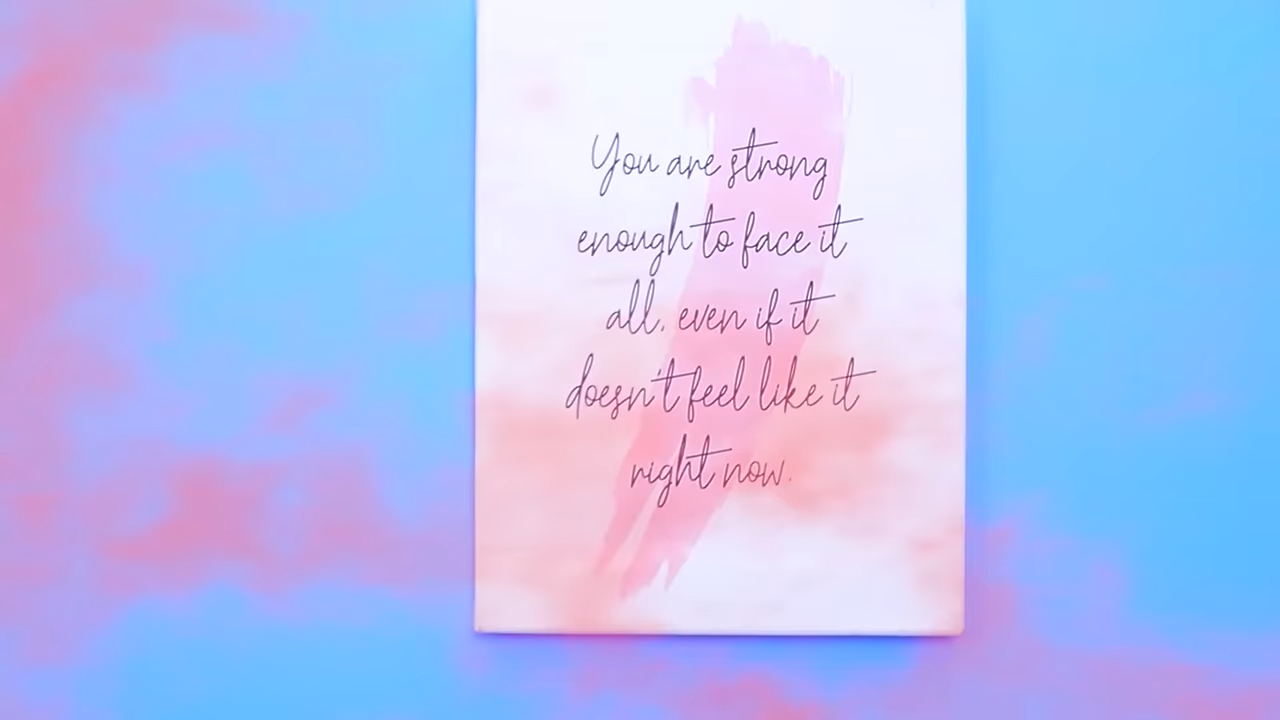 You are strong
enough to face it
all, even if it
doesn't feel like it
right now.